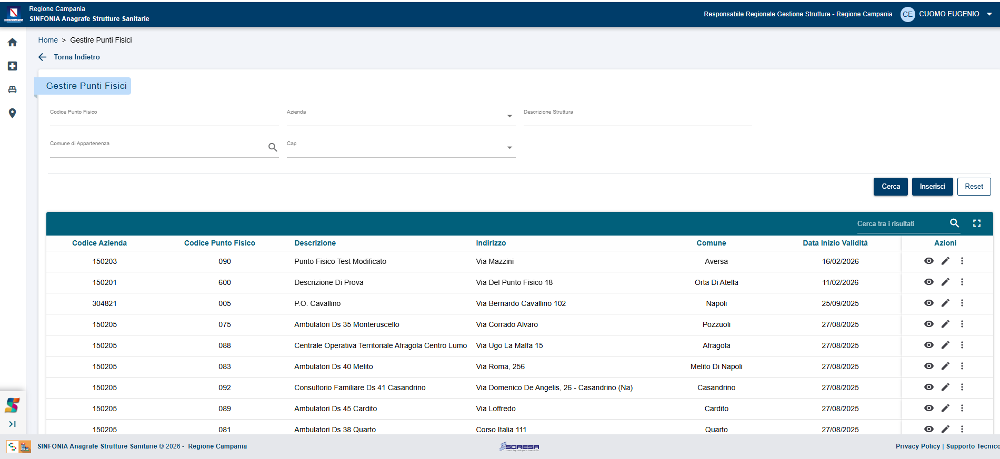 Regione Campania
SINFONIA Anagrafe Strutture Sanitarie
Responsabile Regionale Gestione Strutture - Regione Campania
CE
CUOMO EUGENIO
Home > Gestire Punti Fisici
Torna Indietro
Gestire Punti Fisici
Codice Punto Fisico
Azienda
Descrizione Struttura
Comune di Appartenenza
Cap
Cerca
Inserisci
Reset
Cerca tra i risultati
Codice Azienda Codice Punto Fisico Descrizione Indirizzo Comune Data Inizio Validità Azioni
150203 090 Punto Fisico Test Modificato Via Mazzini Aversa 16/02/2026
150201 600 Descrizione Di Prova Via Del Punto Fisico 18 Orta Di Atella 11/02/2026
304821 005 P.O. Cavallino Via Bernardo Cavallino 102 Napoli 25/09/2025
150205 075 Ambulatori Ds 35 Monteruscello Via Corrado Alvaro Pozzuoli 27/08/2025
150205 088 Centrale Operativa Territoriale Afragola Centro Lumo Via Ugo La Malfa 15 Afragola 27/08/2025
150205 083 Ambulatori Ds 40 Melito Via Roma, 256 Melito Di Napoli 27/08/2025
150205 092 Consultorio Familiare Ds 41 Casandrino Via Domenico De Angelis, 26 - Casandrino (Na) Casandrino 27/08/2025
150205 089 Ambulatori Ds 45 Cardito Via Loffredo Cardito 27/08/2025
150205 081 Ambulatori Ds 38 Quarto Corso Italia 111 Quarto 27/08/2025
SINFONIA Anagrafe Strutture Sanitarie © 2026 - Regione Campania
SORESA
Privacy Policy | Supporto Tecnico